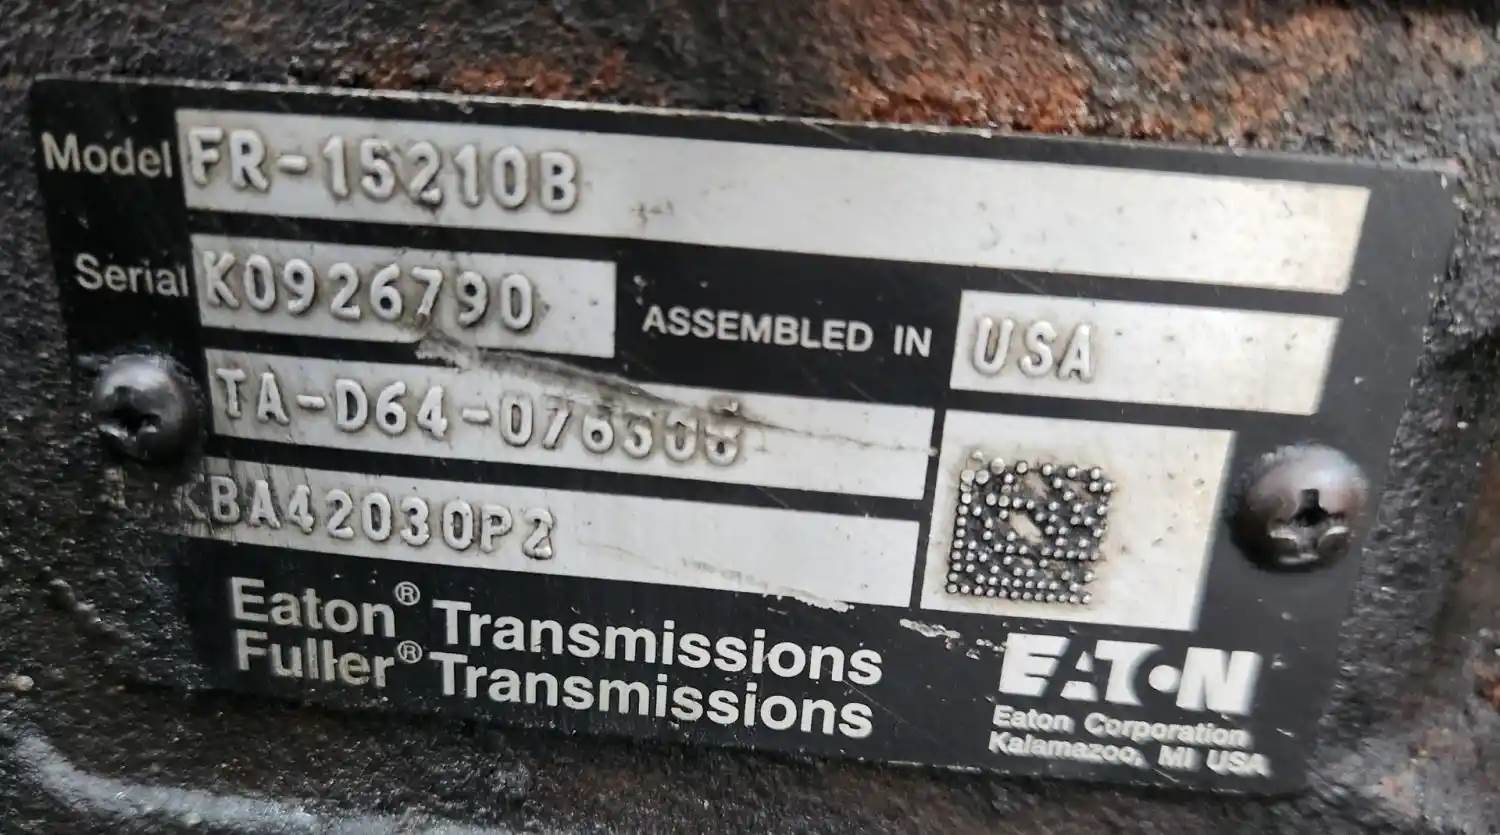 Model FR-15210B
Serial K0926790 ASSEMBLED IN USA
KBA42030P2
Eaton® Transmissions
Fuller® Transmissions
EATON
Eaton Corporation
Kalamazoo, MI USA